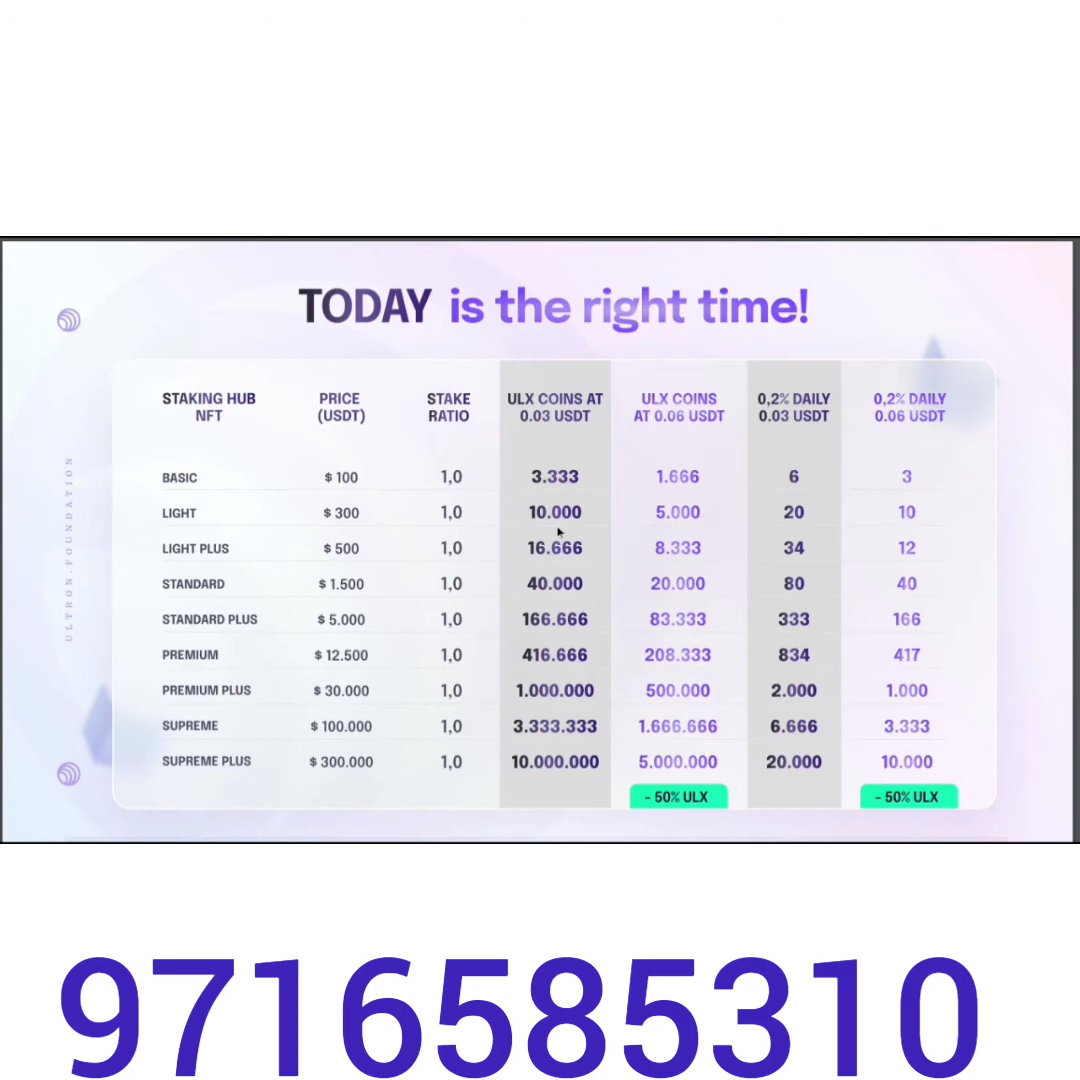 TODAY is the right time!
STAKING HUB NFT PRICE (USDT) STAKE RATIO ULX COINS AT 0.03 USDT ULX COINS AT 0.06 USDT 0,2% DAILY 0.03 USDT 0,2% DAILY 0.06 USDT
BASIC $ 100 1,0 3.333 1.666 6 3
LIGHT $ 300 1,0 10.000 5.000 20 10
LIGHT PLUS $ 500 1,0 16.666 8.333 34 12
STANDARD $ 1.500 1,0 40.000 20.000 80 40
STANDARD PLUS $ 5.000 1,0 166.666 83.333 333 166
PREMIUM $ 12.500 1,0 416.666 208.333 834 417
PREMIUM PLUS $ 30.000 1,0 1.000.000 500.000 2.000 1.000
SUPREME $ 100.000 1,0 3.333.333 1.666.666 6.666 3.333
SUPREME PLUS $ 300.000 1,0 10.000.000 5.000.000 20.000 10.000
- 50% ULX - 50% ULX
ULTRON.FOUNDATION
9716585310